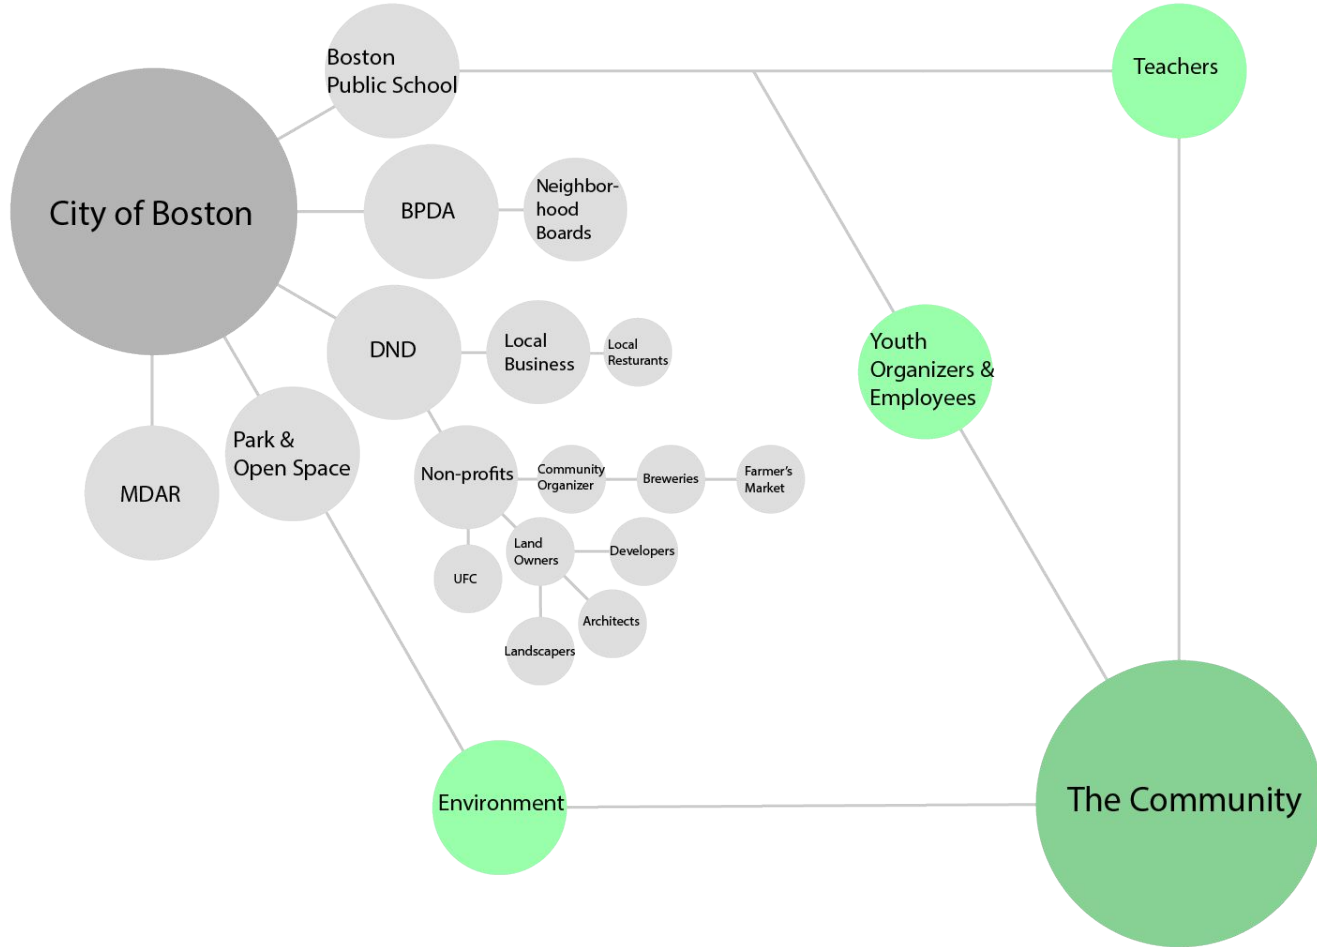 Boston
Public School
Teachers
City of Boston
BPDA
Neighbor-
hood
Boards
DND
Local
Business
Local
Resturants
Youth
Organizers &
Employees
Park &
Open Space
MDAR
Non-profits
Community
Organizer
Breweries
Farmer's
Market
UFC
Land
Owners
Developers
Architects
Landscapers
Environment
The Community